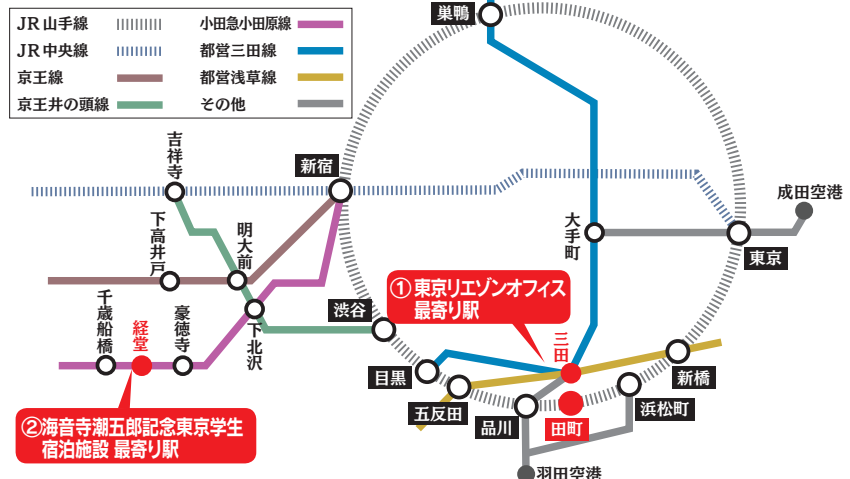 JR山手線
小田急小田原線
JR中央線
都営三田線
京王線
都営浅草線
京王井の頭線
その他
巣鴨
吉祥寺
新宿
成田空港
下高井戸
明大前
大手町
東京
千歳船橋
経堂
豪徳寺
下北沢
渋谷
①東京リエゾンオフィス
最寄り駅
三田
目黒
新橋
五反田
品川
田町
浜松町
②海音寺潮五郎記念東京学生
宿泊施設 最寄り駅
羽田空港